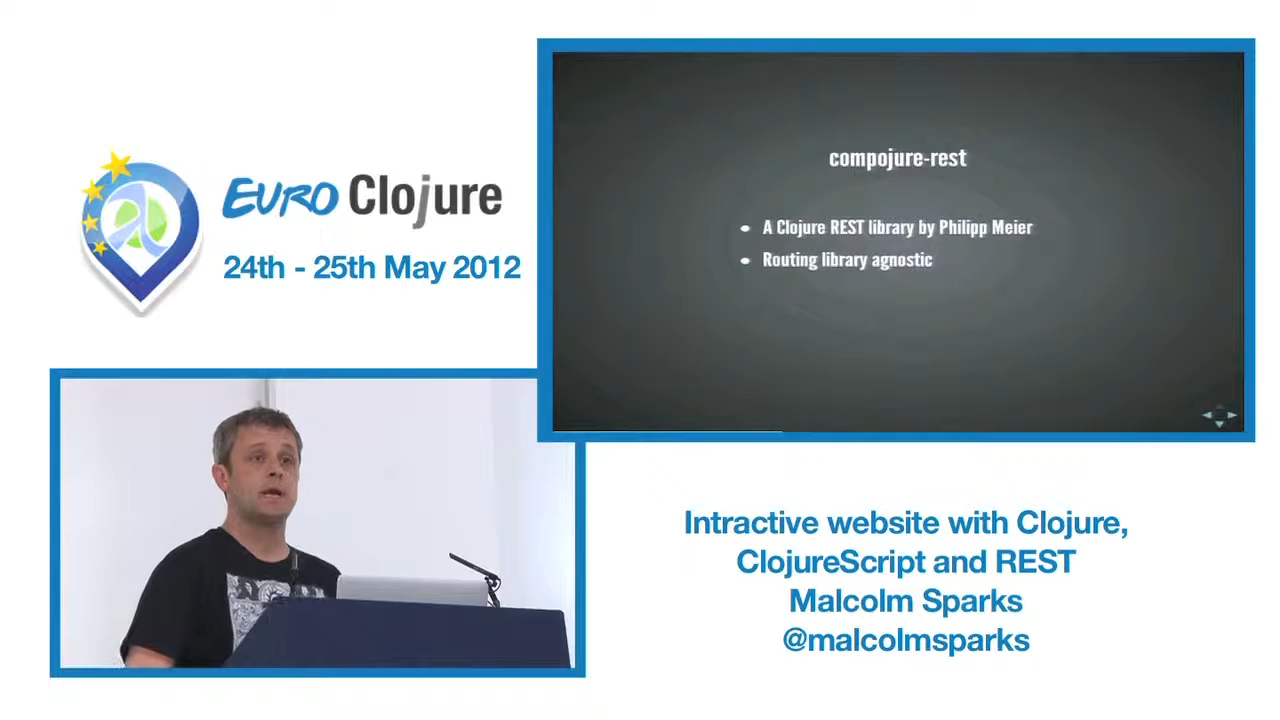 EURO Clojure
24th - 25th May 2012
compojure-rest
A Clojure REST library by Philipp Meier
Routing library agnostic
Intractive website with Clojure,
ClojureScript and REST
Malcolm Sparks
@malcolmsparks